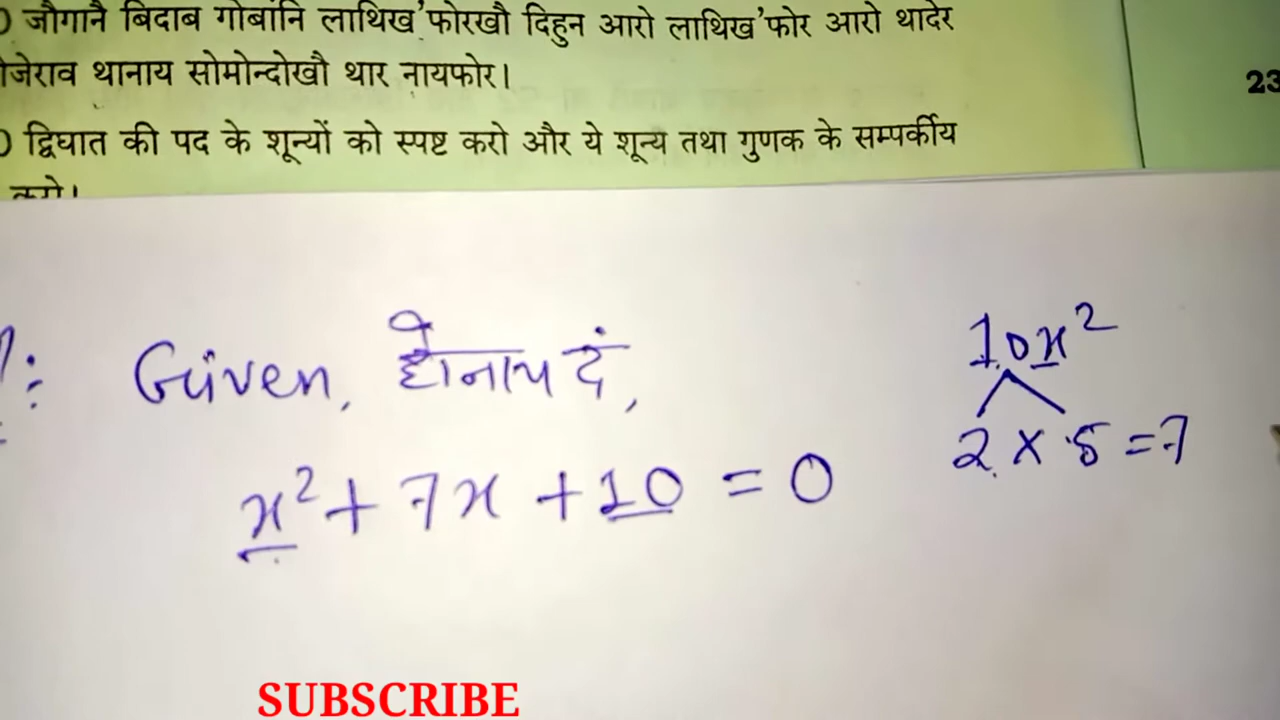 जौगानै बिदाब गोबांनि लाथिख'फोरखौ दिहुन आरो लाथिख'फोर आरो थादेर
थानाय सोमोन्दोखौ थार नायफोर।
23
द्विघात की पद के शून्यों को स्पष्ट करो और ये शून्य तथा गुणक के सम्पर्कीय
करो।
Given, होनाय दं,
x² + 7x + 10 = 0
10x²
2 × 5 = 7
SUBSCRIBE